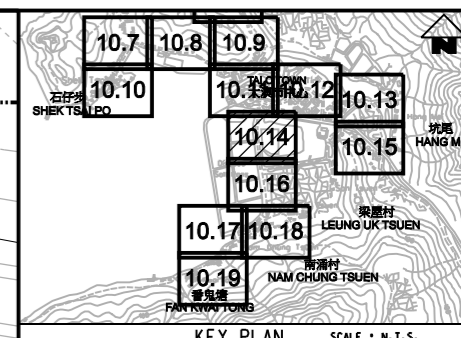 10.7 10.8 10.9
N
10.10 10.12 10.13
石仔埗
SHEK TSAI PO
TAI O TOWN
10.14
坑尾
HANG M
10.15
10.16
梁屋村
LEUNG UK TSUEN
10.17 10.18
南涌村
NAM CHUNG TSUEN
10.19
番鬼塘
FAN KWAI TONG
KEY PLAN SCALE : N.T.S.